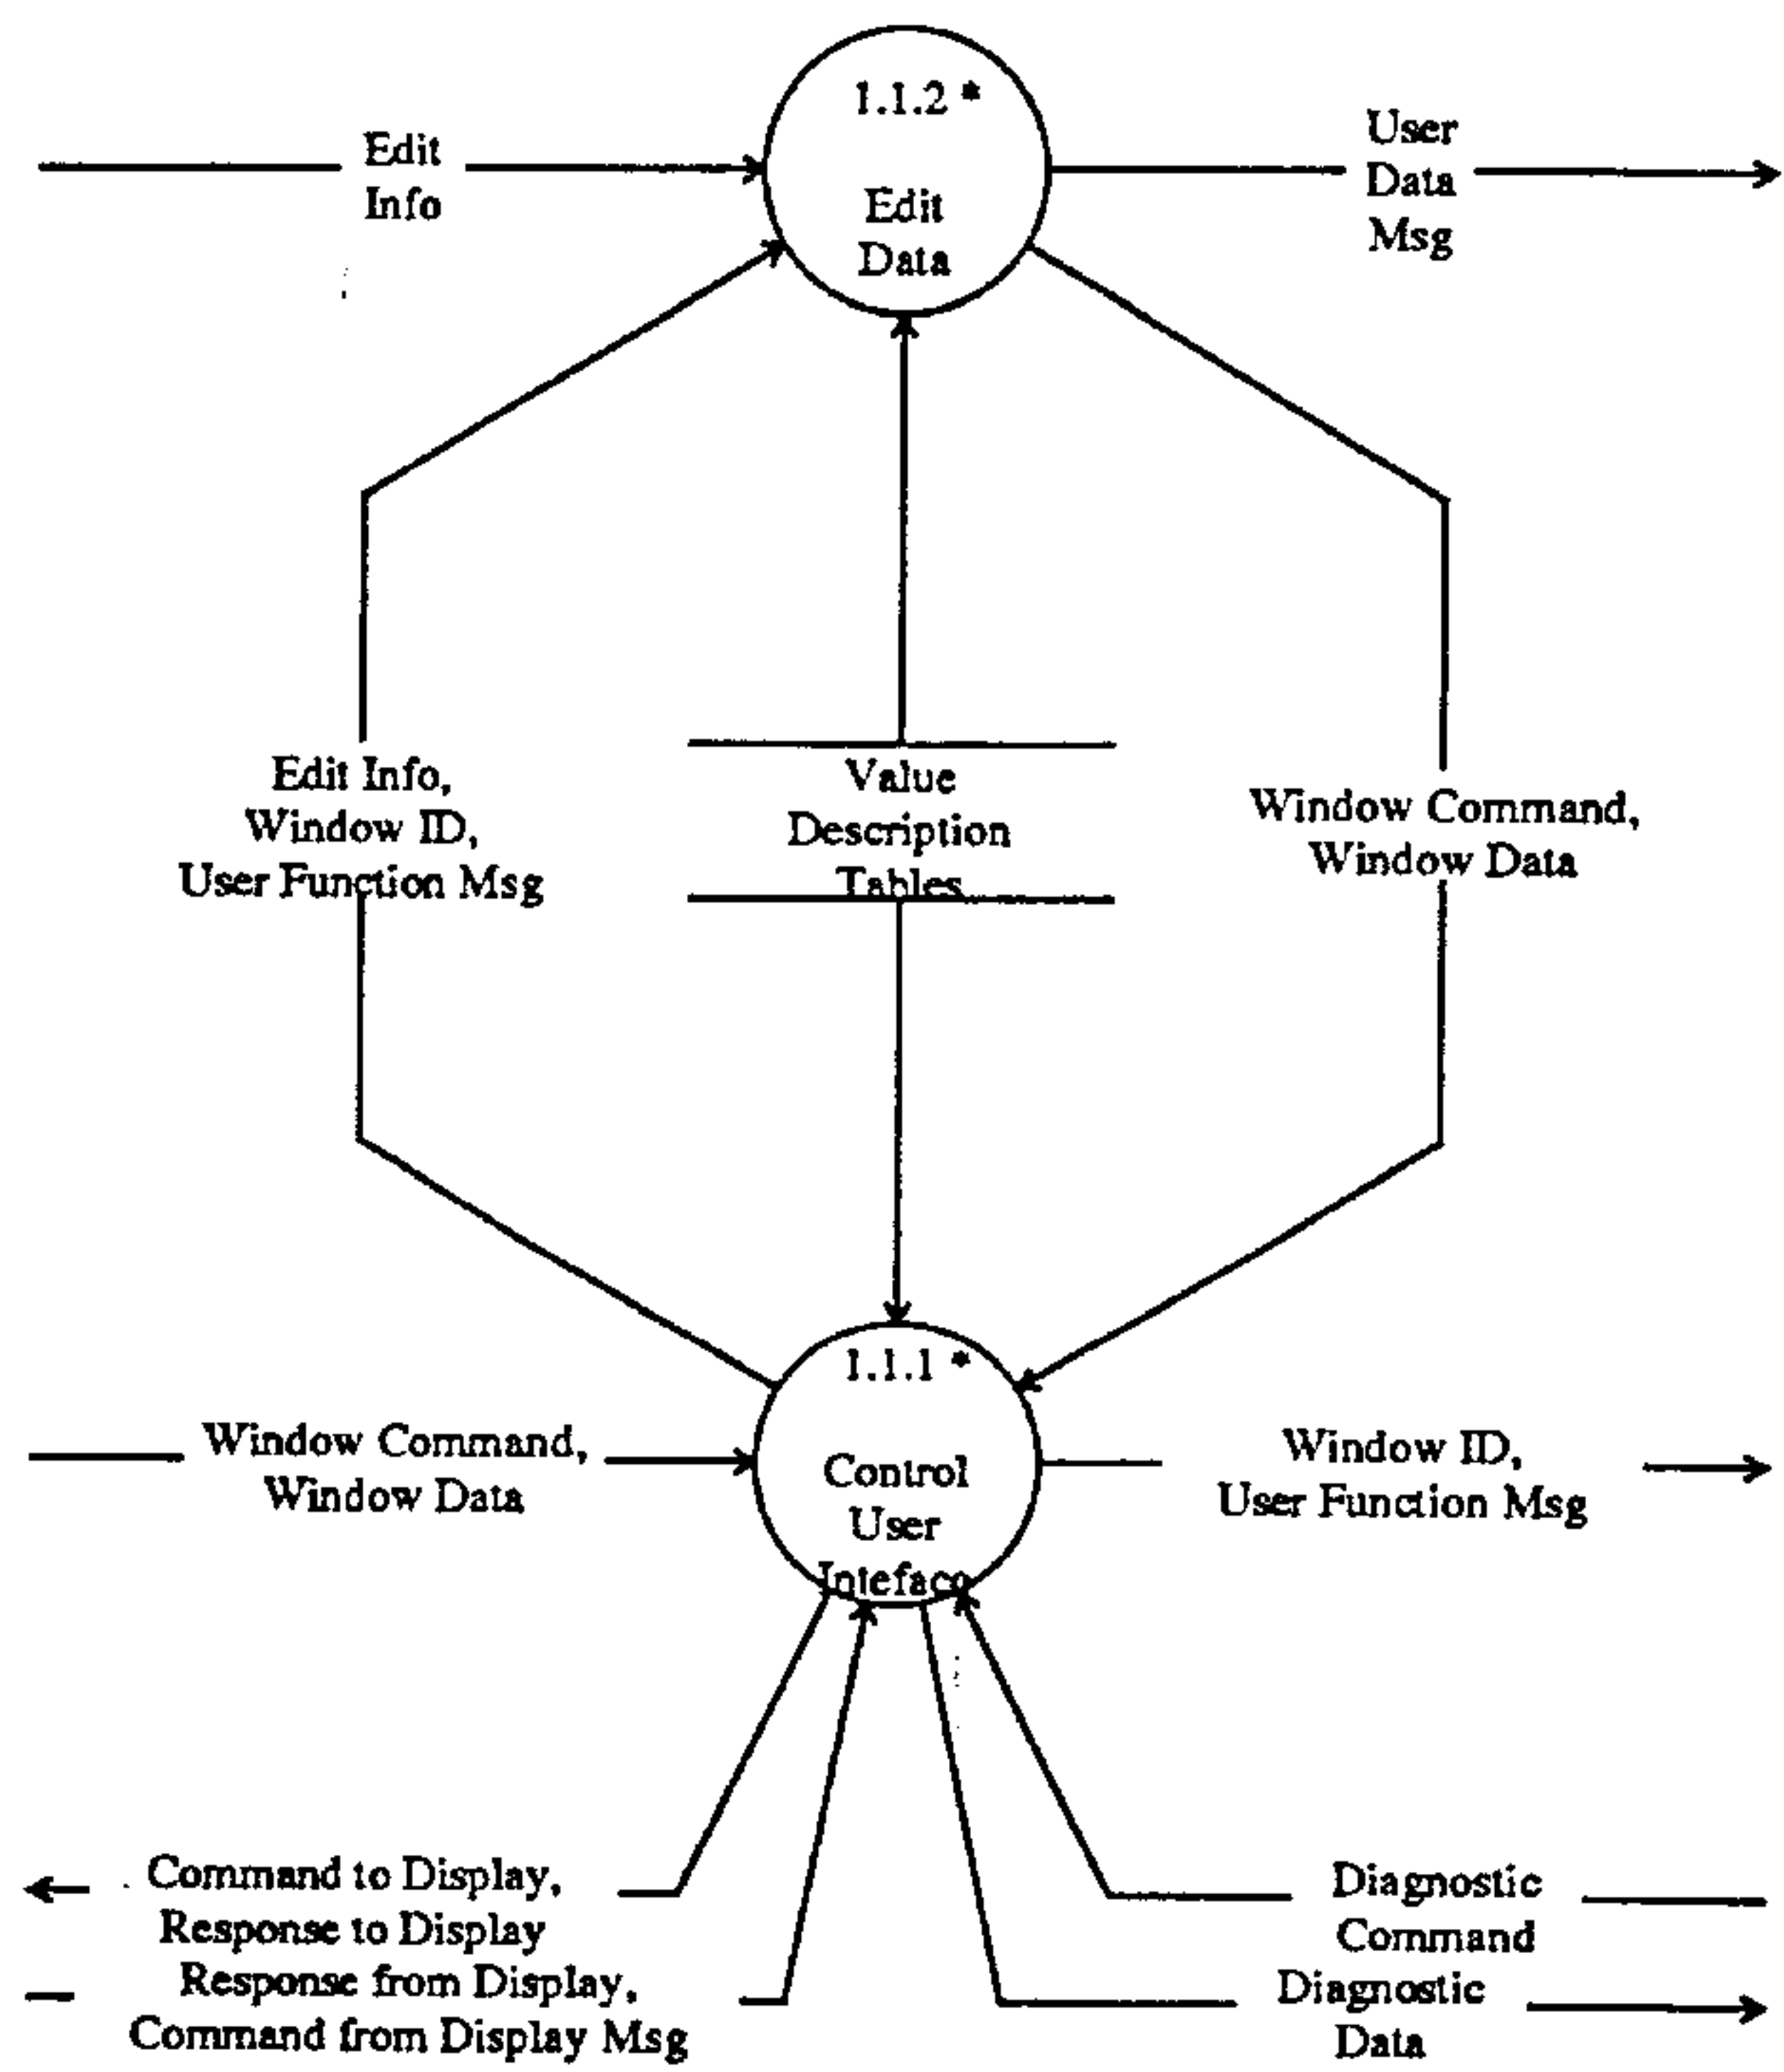 1.1.2 *
Edit
Data
Edit
Info
User
Data
Msg
Edit Info,
Window ID,
User Function Msg
Value
Description
Tables
Window Command,
Window Data
1.1.1 *
Control
User
Inteface
Window Command,
Window Data
Window ID,
User Function Msg
Command to Display,
Response to Display
Response from Display,
Command from Display Msg
Diagnostic
Command
Diagnostic
Data